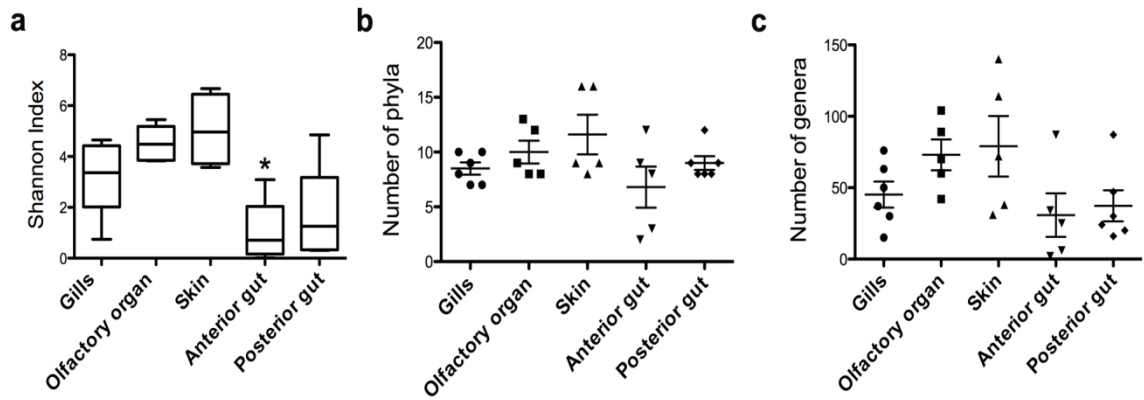 a
Shannon Index
8
6
4
2
0
*
Gills
Olfactory organ
Skin
Anterior gut
Posterior gut
b
Number of phyla
20
15
10
5
0
Gills
Olfactory organ
Skin
Anterior gut
Posterior gut
c
Number of genera
150
100
50
0
Gills
Olfactory organ
Skin
Anterior gut
Posterior gut